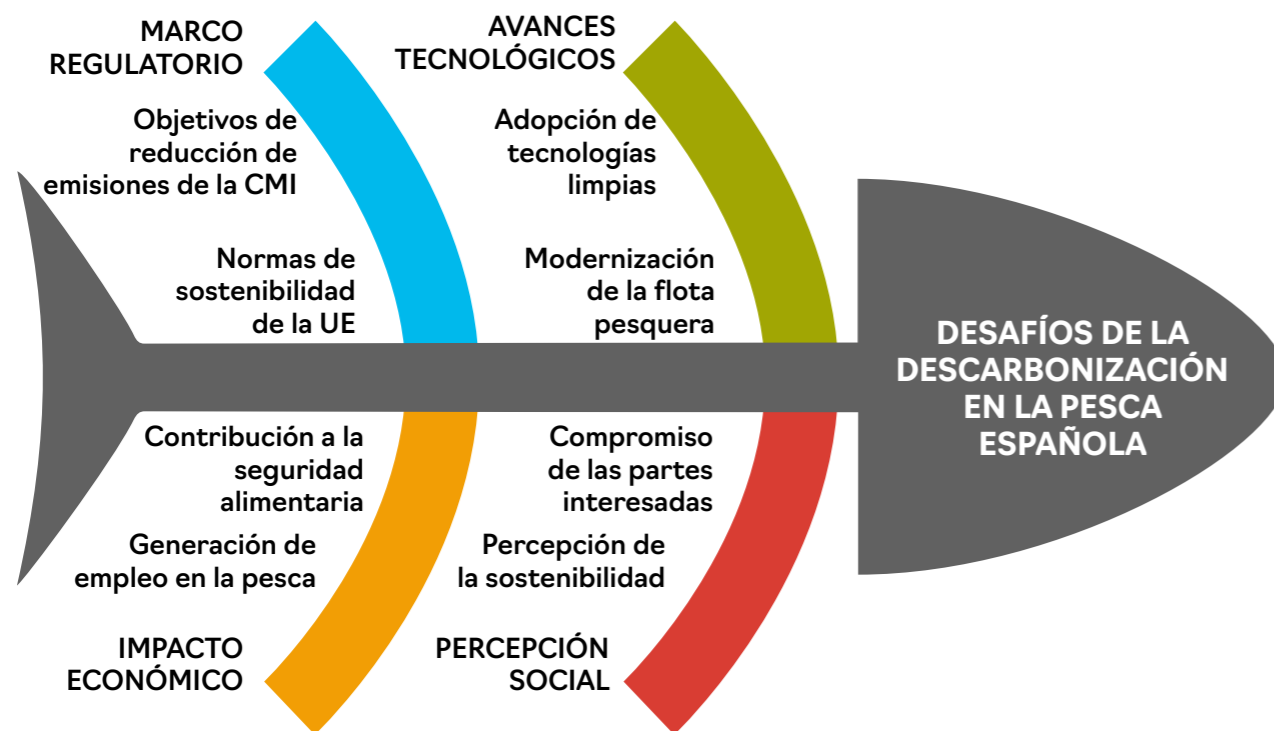 MARCO
REGULATORIO
Objetivos de
reducción de
emisiones de la CMI
Normas de
sostenibilidad
de la UE
AVANCES
TECNOLÓGICOS
Adopción de
tecnologías
limpias
Modernización
de la flota
pesquera
Contribución a la
seguridad
alimentaria
Generación de
empleo en la pesca
IMPACTO
ECONÓMICO
Compromiso
de las partes
interesadas
Percepción de
la sostenibilidad
PERCEPCIÓN
SOCIAL
DESAFÍOS DE LA
DESCARBONIZACIÓN
EN LA PESCA
ESPAÑOLA